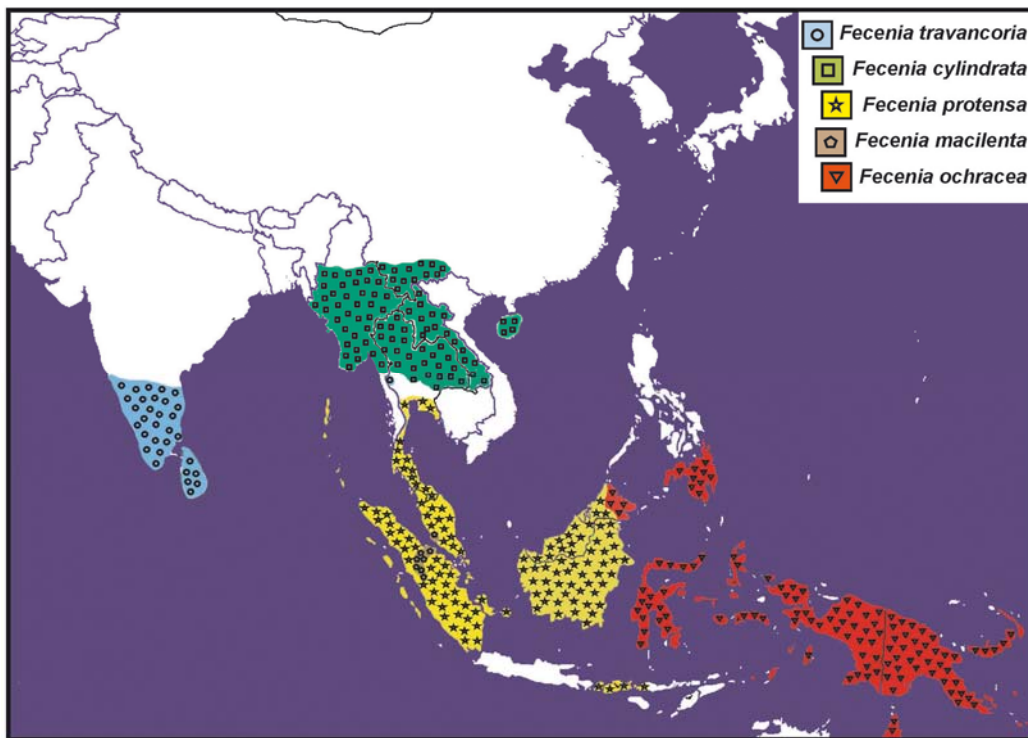 Fecenia travancoria
Fecenia cylindrata
Fecenia protensa
Fecenia macilenta
Fecenia ochracea